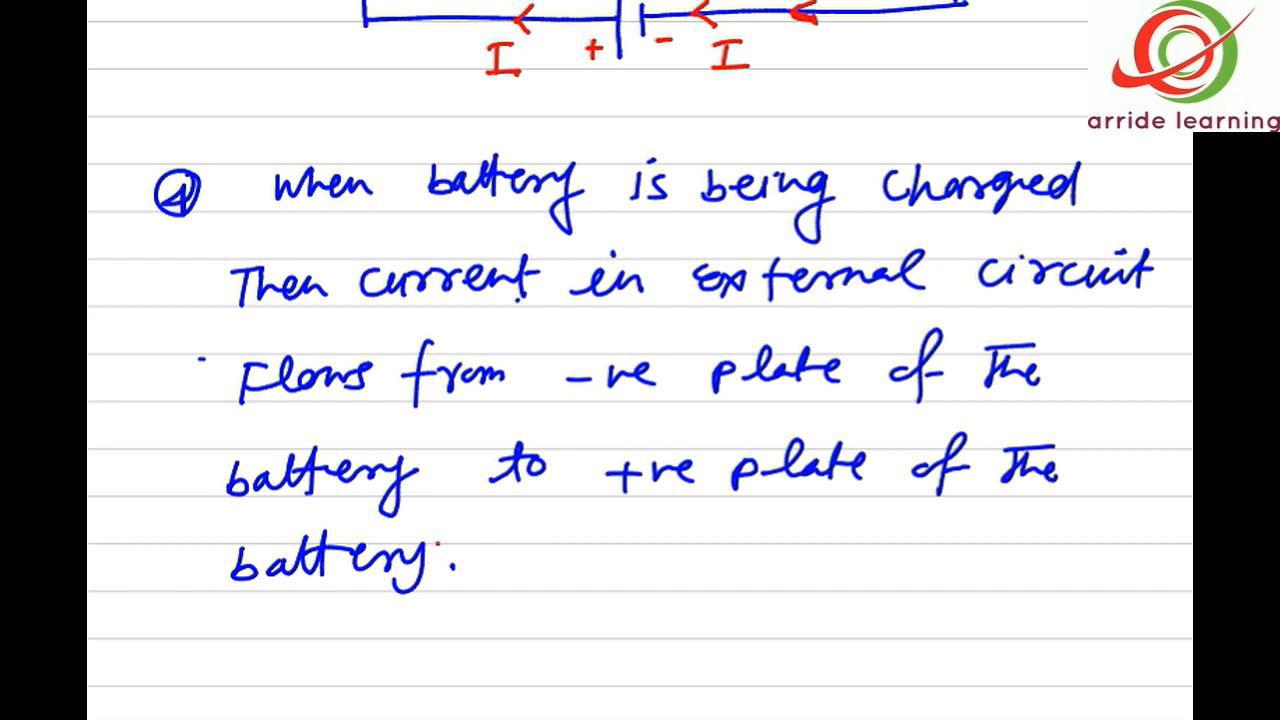 I + - I
arride learning
④ When battery is being charged
Then current in external circuit
Flows from -ve plate of the
battery to +ve plate of the
battery.